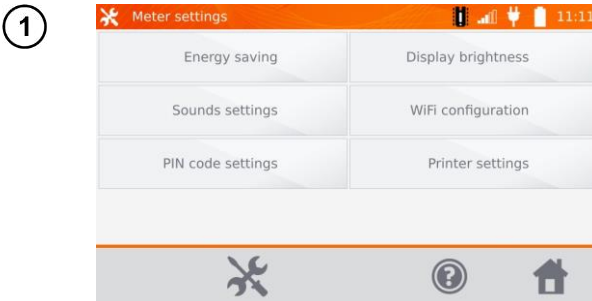 1
Meter settings 11:11
Energy saving Display brightness
Sounds settings WiFi configuration
PIN code settings Printer settings
?